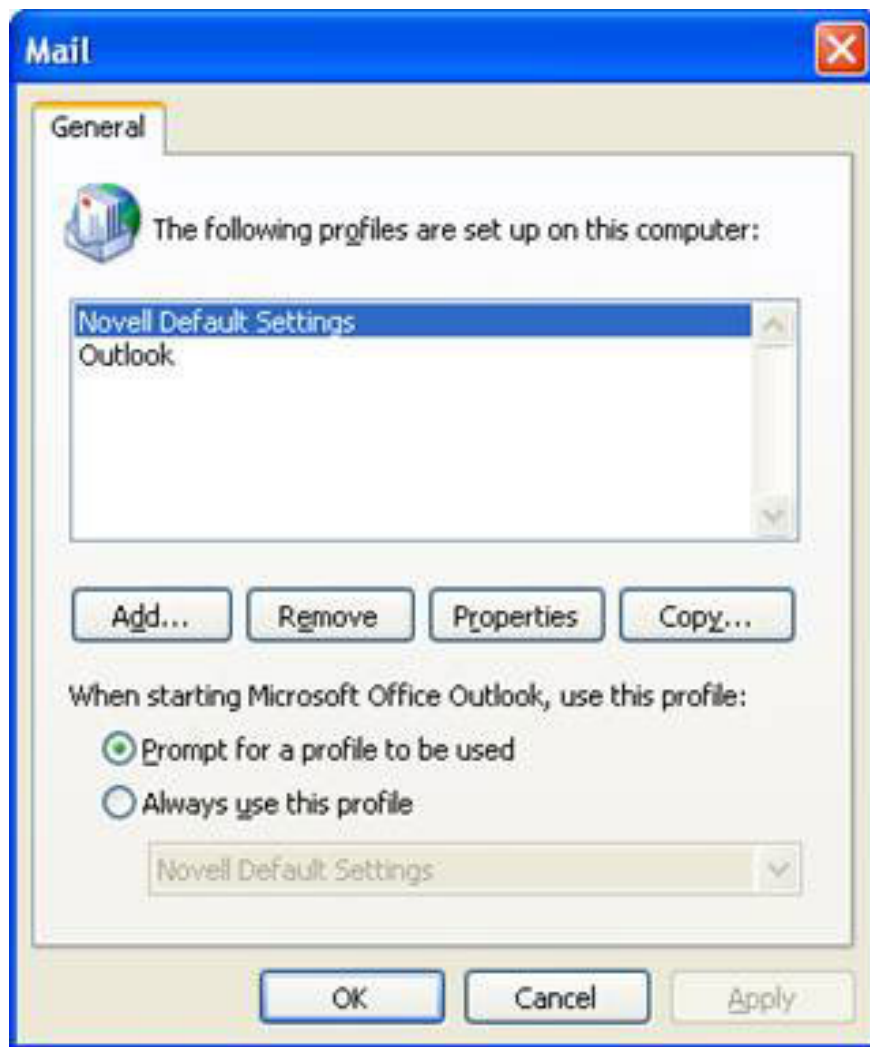 Mail
General
The following profiles are set up on this computer:
Novell Default Settings
Outlook
Add... Remove Properties Copy...
When starting Microsoft Office Outlook, use this profile:
Prompt for a profile to be used
Always use this profile
Novell Default Settings
OK Cancel Apply